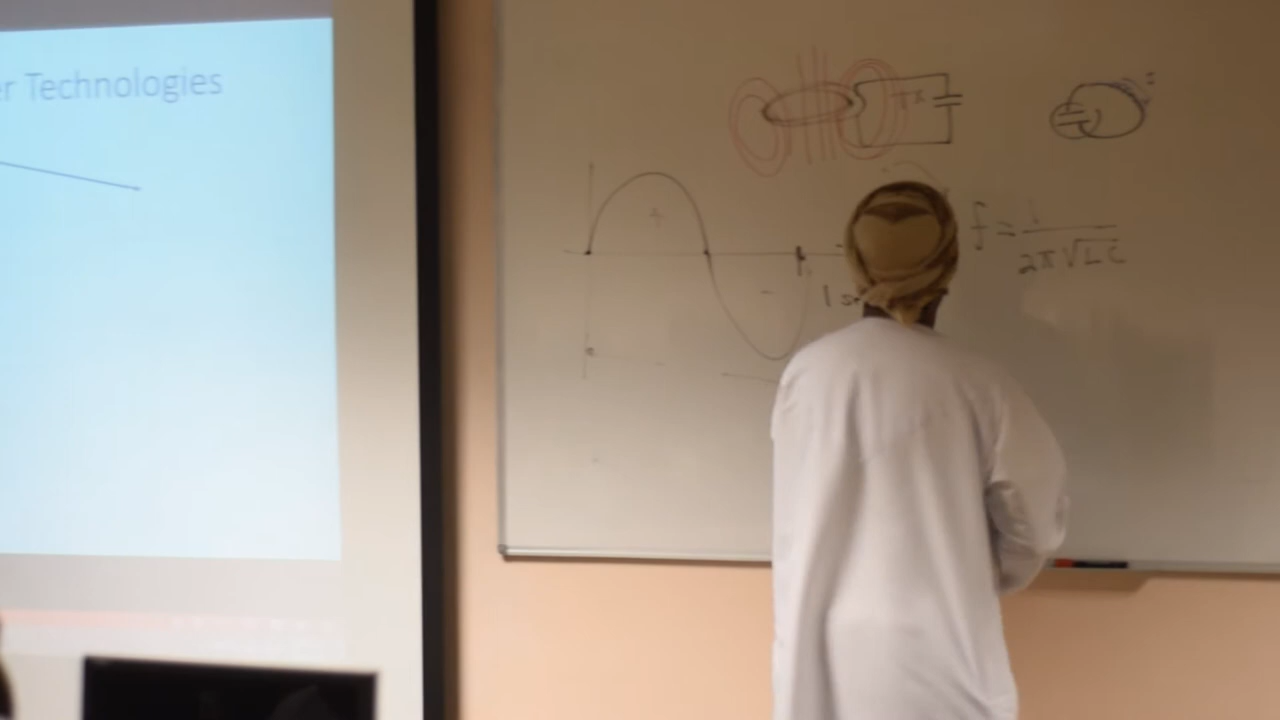 er Technologies
f = 1 / 2π√LC
+
-